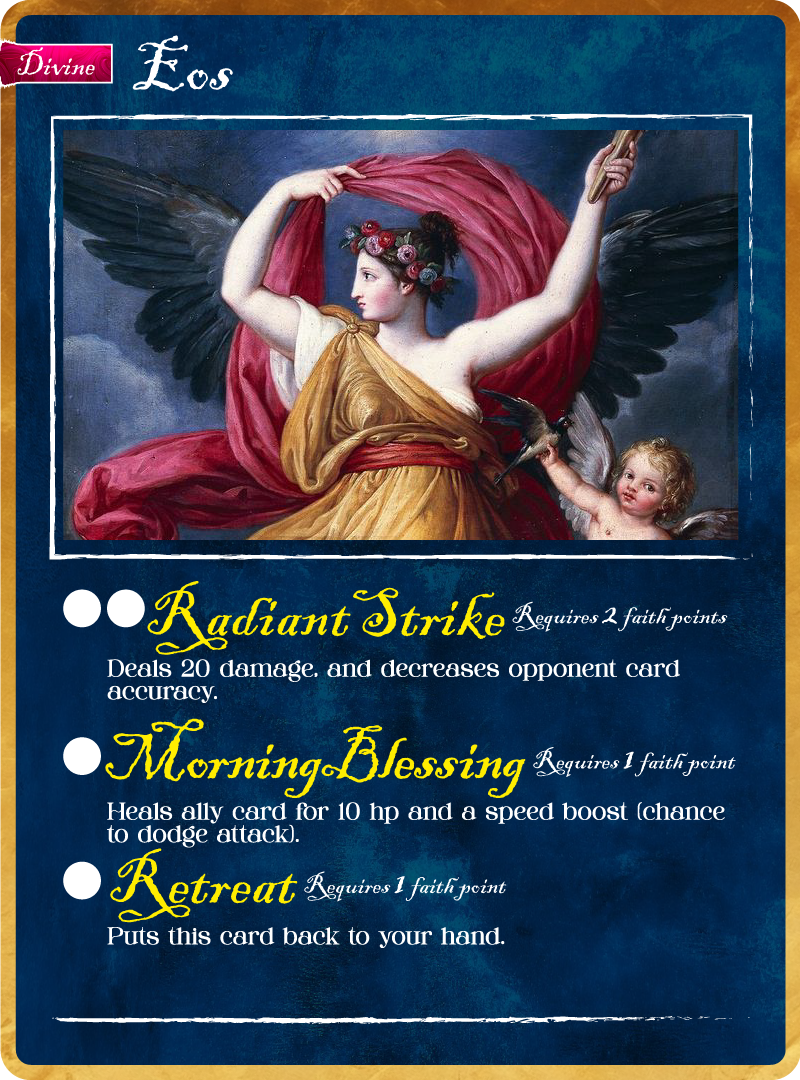 Divine
Eos
Radiant Strike Requires 2 faith points
Deals 20 damage. and decreases opponent card
accuracy.
Morning Blessing Requires 1 faith point
Heals ally card for 10 hp and a speed boost (chance
to dodge attack).
Retreat Requires 1 faith point
Puts this card back to your hand.